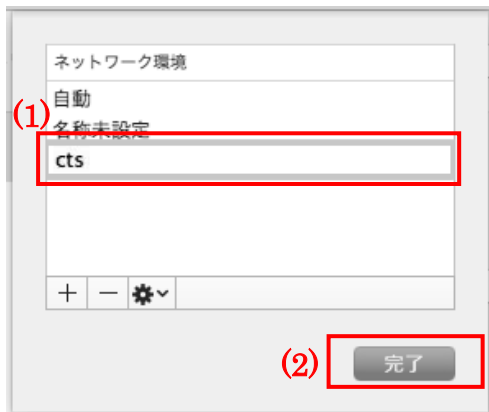 ネットワーク環境
自動
(1)
名称未設定
cts
+ − 
(2) 完了